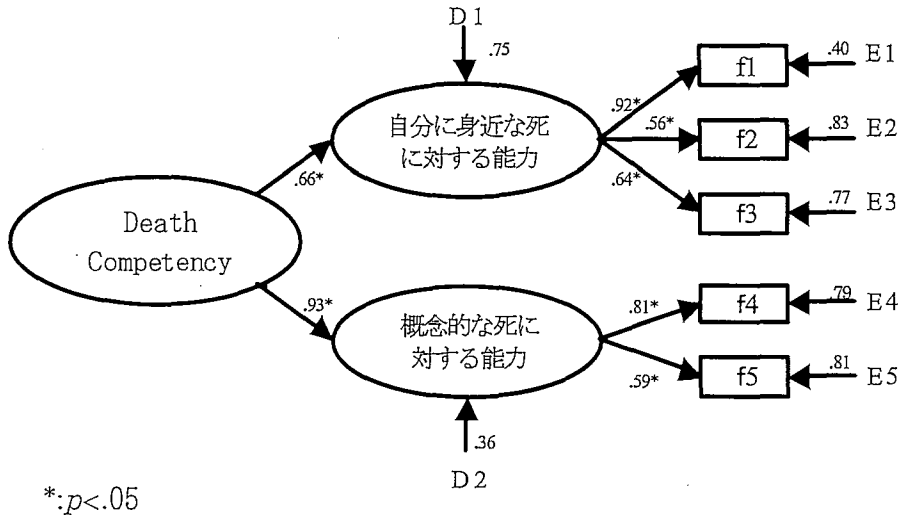 D1
.75
.40
E1
f1
.92*
自分に身近な死
に対する能力
.56*
f2
.83
E2
.66*
.64*
f3
.77
E3
Death
Competency
.93*
概念的な死に
対する能力
.81*
f4
.79
E4
.59*
f5
.81
E5
.36
D2
*:p<.05